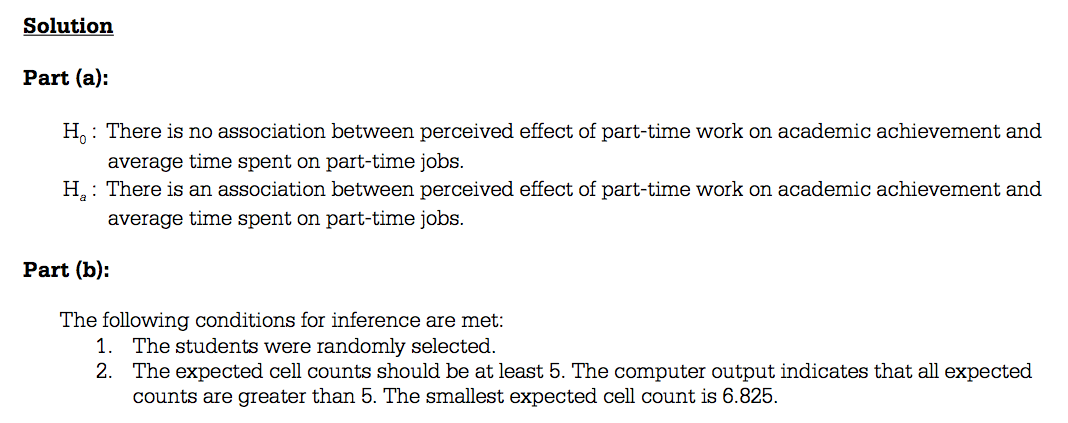 Solution
Part (a):
H₀ : There is no association between perceived effect of part-time work on academic achievement and
average time spent on part-time jobs.
Hₐ : There is an association between perceived effect of part-time work on academic achievement and
average time spent on part-time jobs.
Part (b):
The following conditions for inference are met:
1. The students were randomly selected.
2. The expected cell counts should be at least 5. The computer output indicates that all expected
counts are greater than 5. The smallest expected cell count is 6.825.